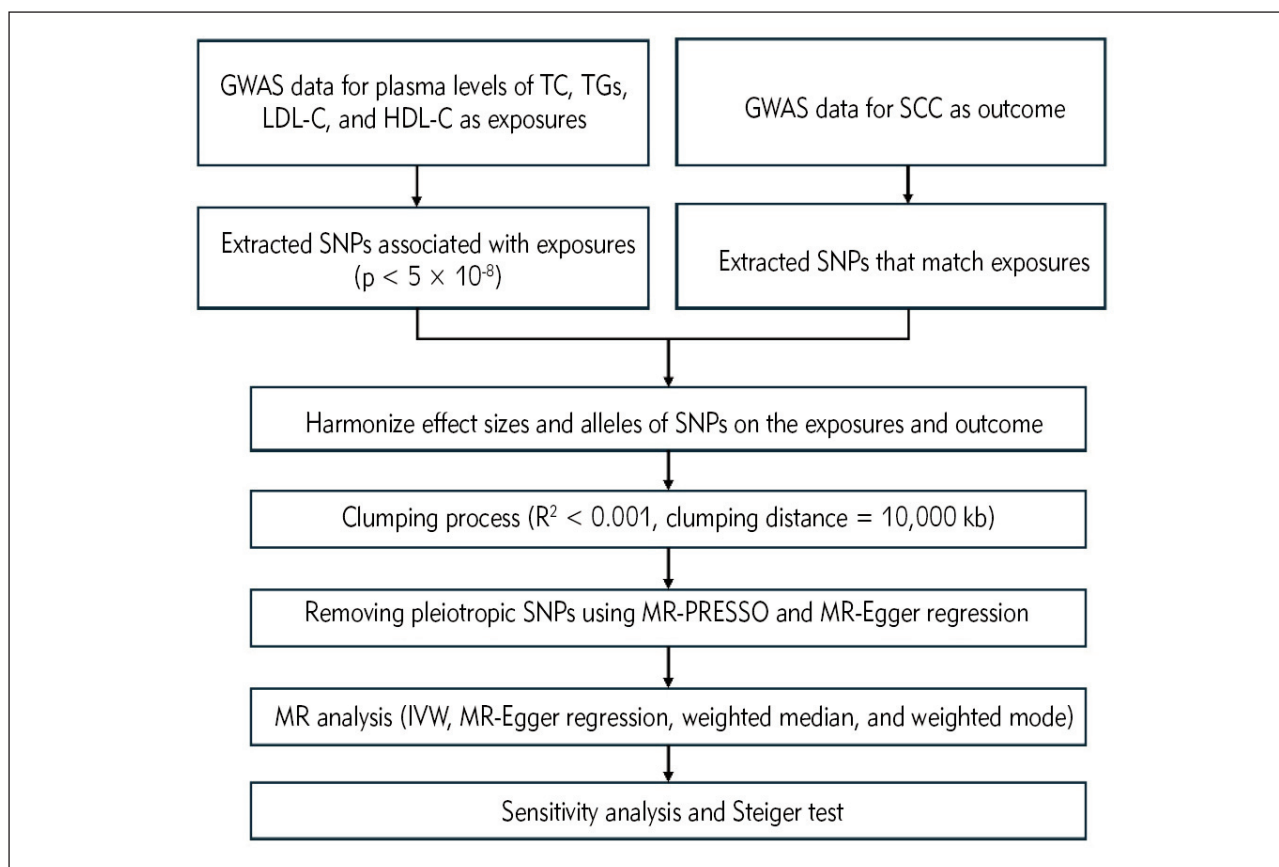 GWAS data for plasma levels of TC, TGs,
LDL-C, and HDL-C as exposures
GWAS data for SCC as outcome
Extracted SNPs associated with exposures
(p < 5 × 10⁻⁸)
Extracted SNPs that match exposures
Harmonize effect sizes and alleles of SNPs on the exposures and outcome
Clumping process (R² < 0.001, clumping distance = 10,000 kb)
Removing pleiotropic SNPs using MR-PRESSO and MR-Egger regression
MR analysis (IVW, MR-Egger regression, weighted median, and weighted mode)
Sensitivity analysis and Steiger test